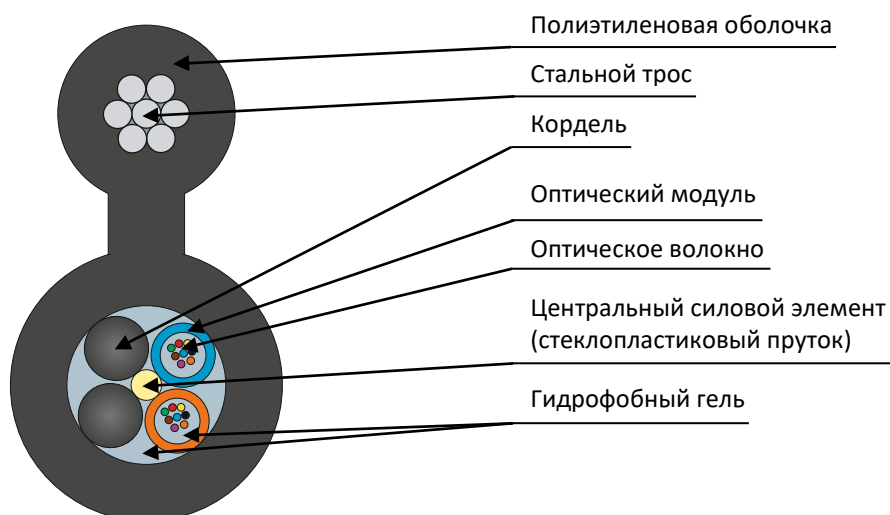 Полиэтиленовая оболочка
Стальной трос
Кордель
Оптический модуль
Оптическое волокно
Центральный силовой элемент
(стеклопластиковый пруток)
Гидрофобный гель